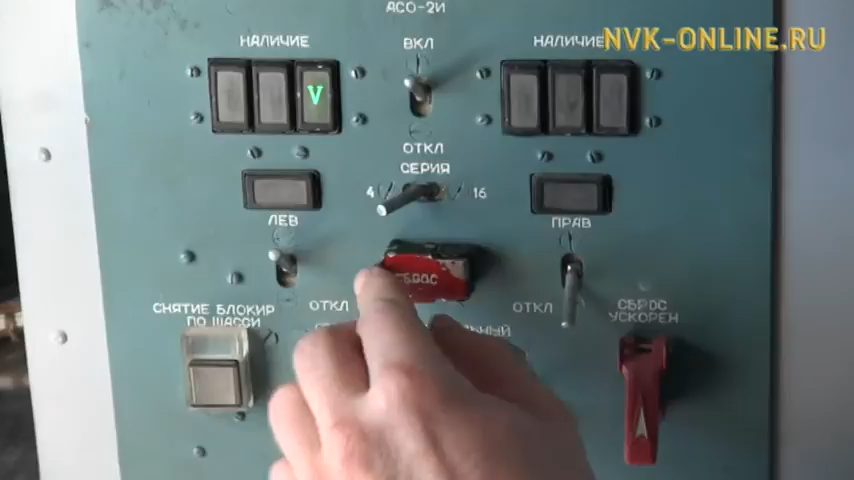 АСО-2И
НАЛИЧИЕ
ВКЛ
НАЛИЧИЕ
NVK-ONLINE.RU
V
ОТКЛ
СЕРИЯ
4
16
ЛЕВ
ПРАВ
СБРОС
СНЯТИЕ БЛОКИР
ПО ШАССИ
ОТКЛ
ОТКЛ
СБРОС
УСКОРЕН